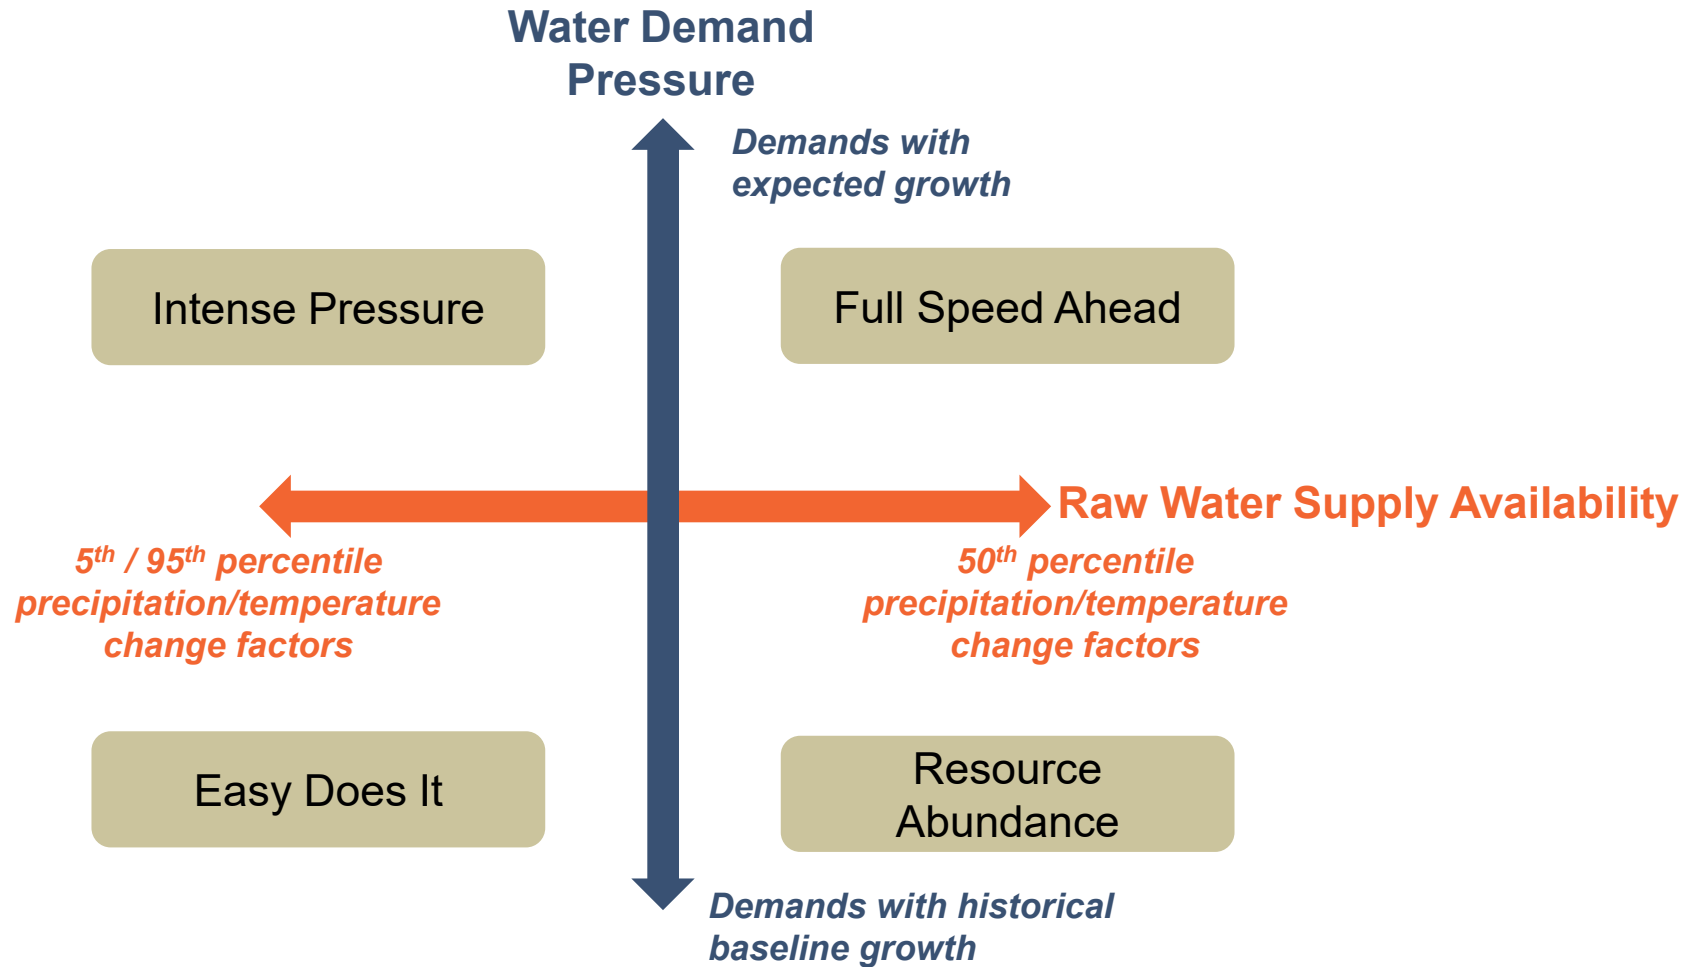 Water Demand
Pressure
Demands with
expected growth
Intense Pressure
Full Speed Ahead
Raw Water Supply Availability
5th / 95th percentile
precipitation/temperature
change factors
50th percentile
precipitation/temperature
change factors
Easy Does It
Resource
Abundance
Demands with historical
baseline growth